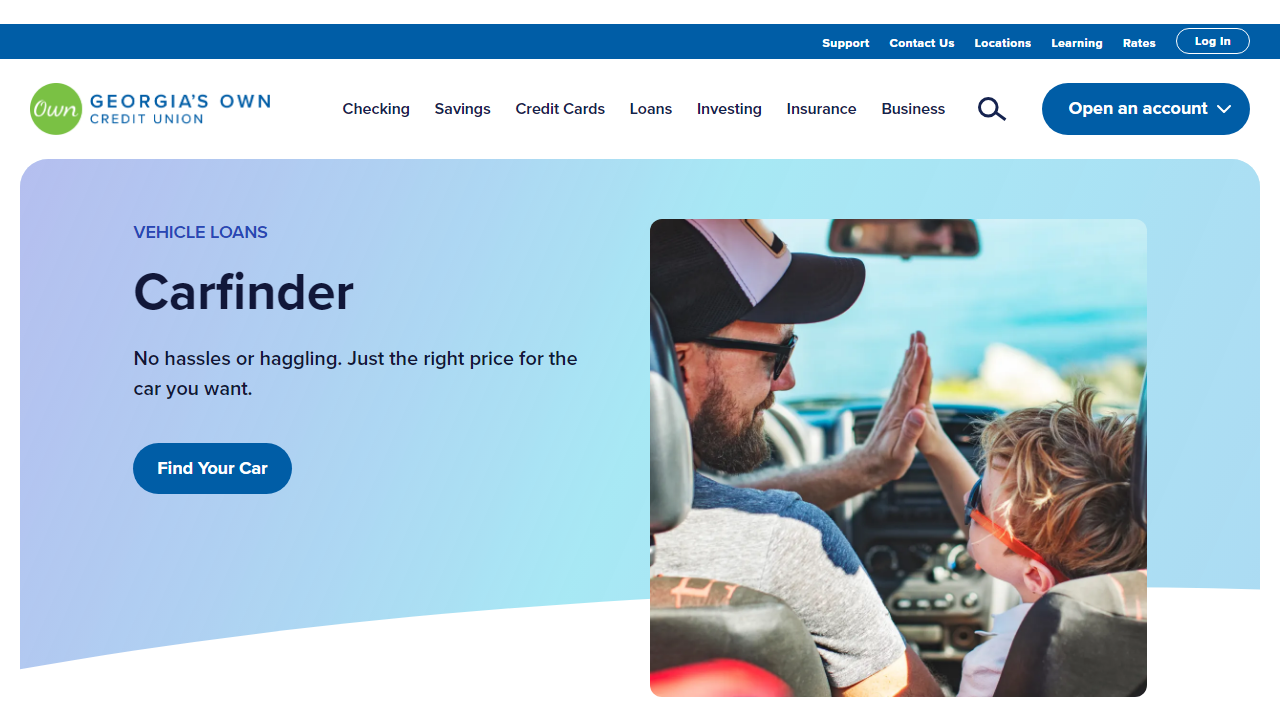 Support Contact Us Locations Learning Rates Log In
Own GEORGIA'S OWN
CREDIT UNION
Checking Savings Credit Cards Loans Investing Insurance Business Open an account
VEHICLE LOANS
Carfinder
No hassles or haggling. Just the right price for the
car you want.
Find Your Car